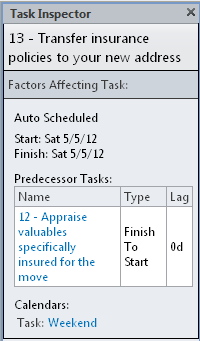 Task Inspector
13 - Transfer insurance
policies to your new address
Factors Affecting Task:
Auto Scheduled
Start: Sat 5/5/12
Finish: Sat 5/5/12
Predecessor Tasks:
Name Type Lag
12 - Appraise
valuables
specifically
insured for the
move
Finish
To
Start
0d
Calendars:
Task: Weekend